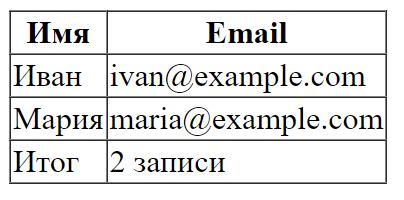 Имя Email
Иван ivan@example.com
Мария maria@example.com
Итог 2 записи